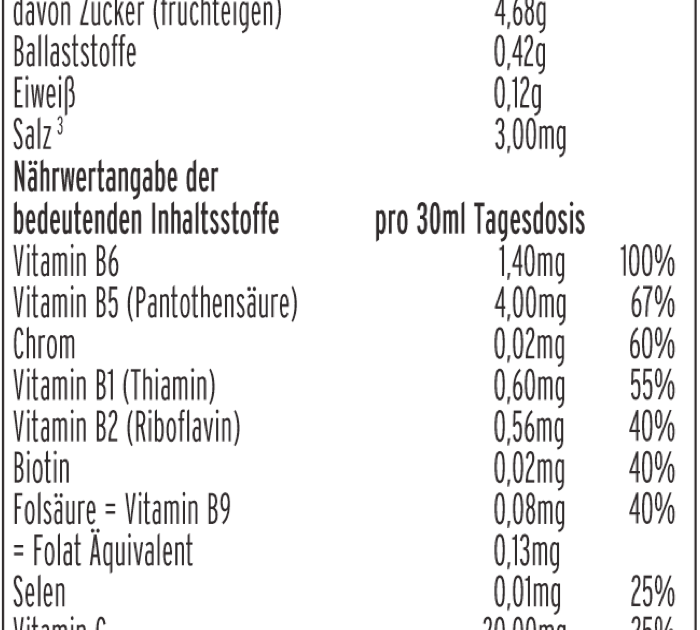 davon Zucker (fruchteigen) 4,68g
Ballaststoffe 0,42g
Eiweiß 0,12g
Salz ³ 3,00mg
Nährwertangabe der
bedeutenden Inhaltsstoffe pro 30ml Tagesdosis
Vitamin B6 1,40mg 100%
Vitamin B5 (Pantothensäure) 4,00mg 67%
Chrom 0,02mg 60%
Vitamin B1 (Thiamin) 0,60mg 55%
Vitamin B2 (Riboflavin) 0,56mg 40%
Biotin 0,02mg 40%
Folsäure = Vitamin B9 0,08mg 40%
= Folat Äquivalent 0,13mg
Selen 0,01mg 25%
Vitamin C 20,00mg 25%